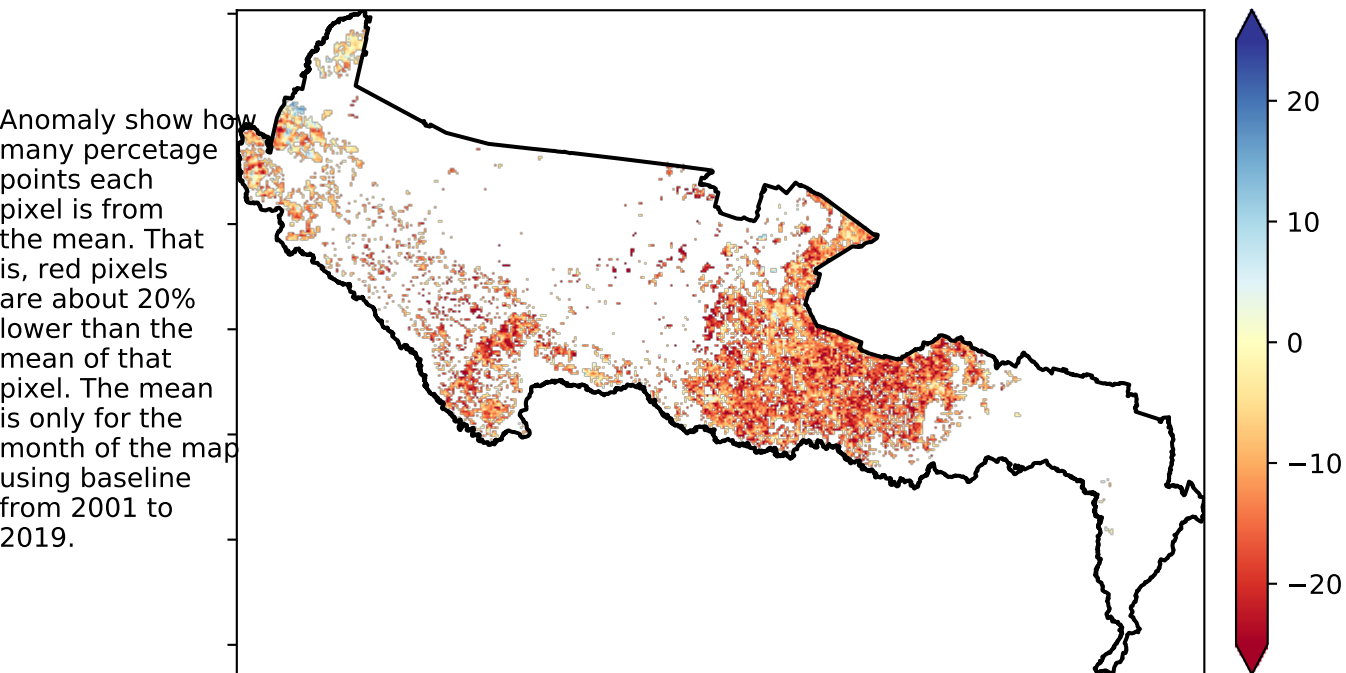 Anomaly show how
many percetage
points each
pixel is from
the mean. That
is, red pixels
are about 20%
lower than the
mean of that
pixel. The mean
is only for the
month of the map
using baseline
from 2001 to
2019.
20
10
0
−10
−20